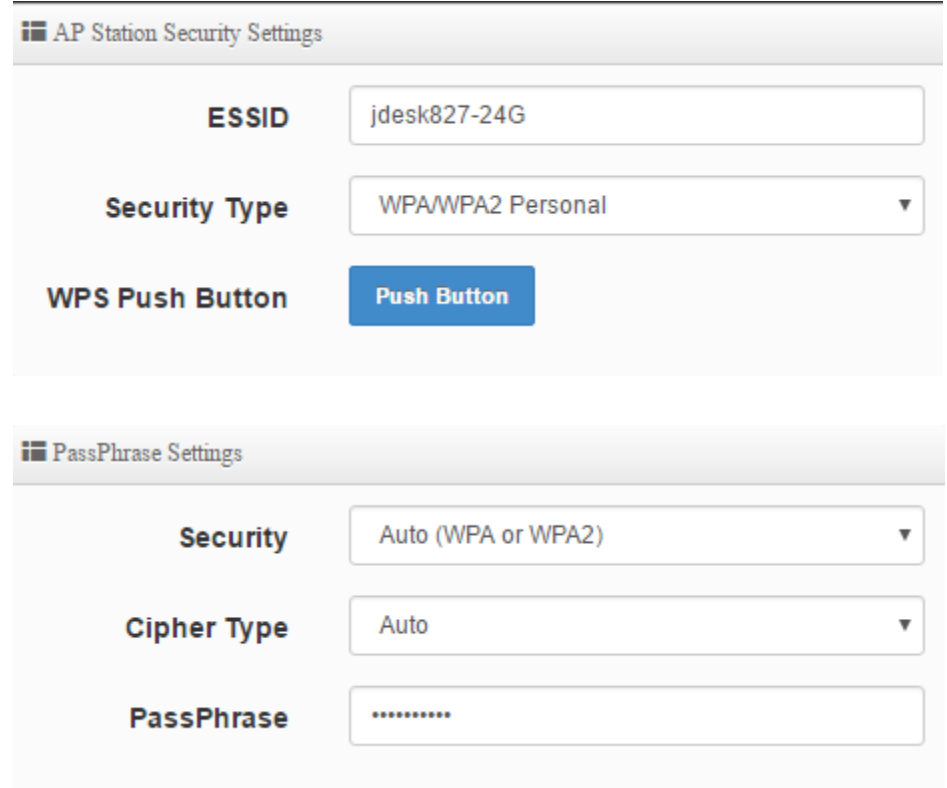 AP Station Security Settings
ESSID jdesk827-24G
Security Type WPA/WPA2 Personal
WPS Push Button Push Button
PassPhrase Settings
Security Auto (WPA or WPA2)
Cipher Type Auto
PassPhrase ••••••••••